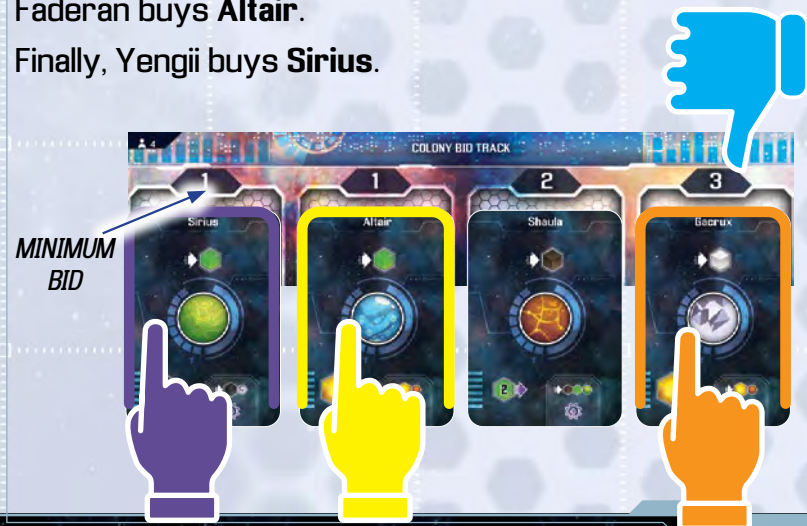 Faderan buys Altair.
Finally, Yengii buys Sirius.
4
COLONY BID TRACK
1 1 2 3
MINIMUM
BID
Sirius Altair Shaula Gacrux
2